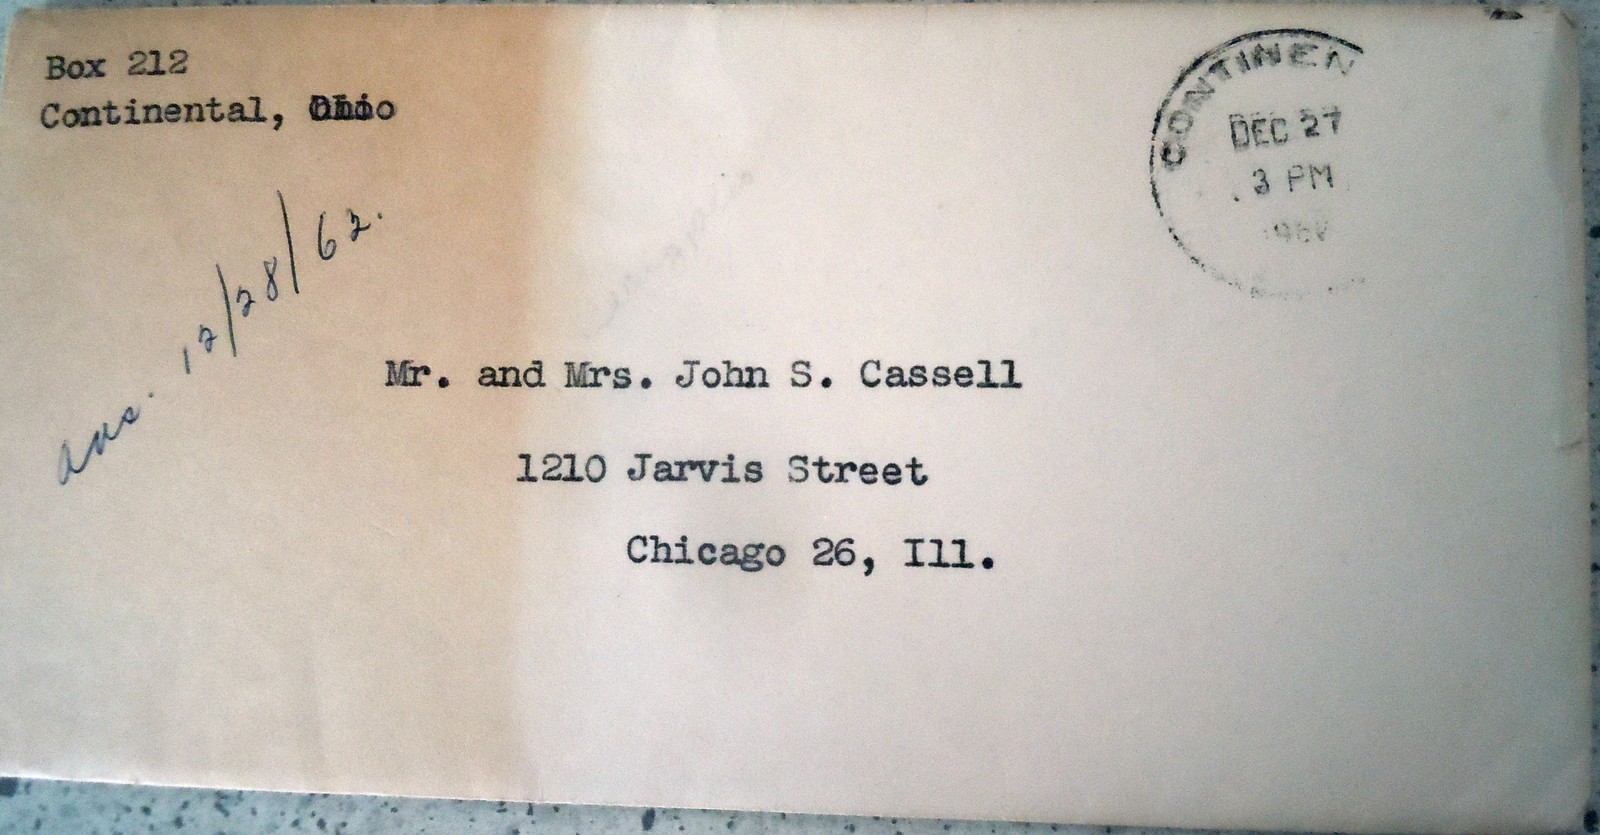 Box 212
Continental, Ohio
CONTINEN
DEC 27
3 PM
ans. 12/28/62.
Mr. and Mrs. John S. Cassell
1210 Jarvis Street
Chicago 26, Ill.